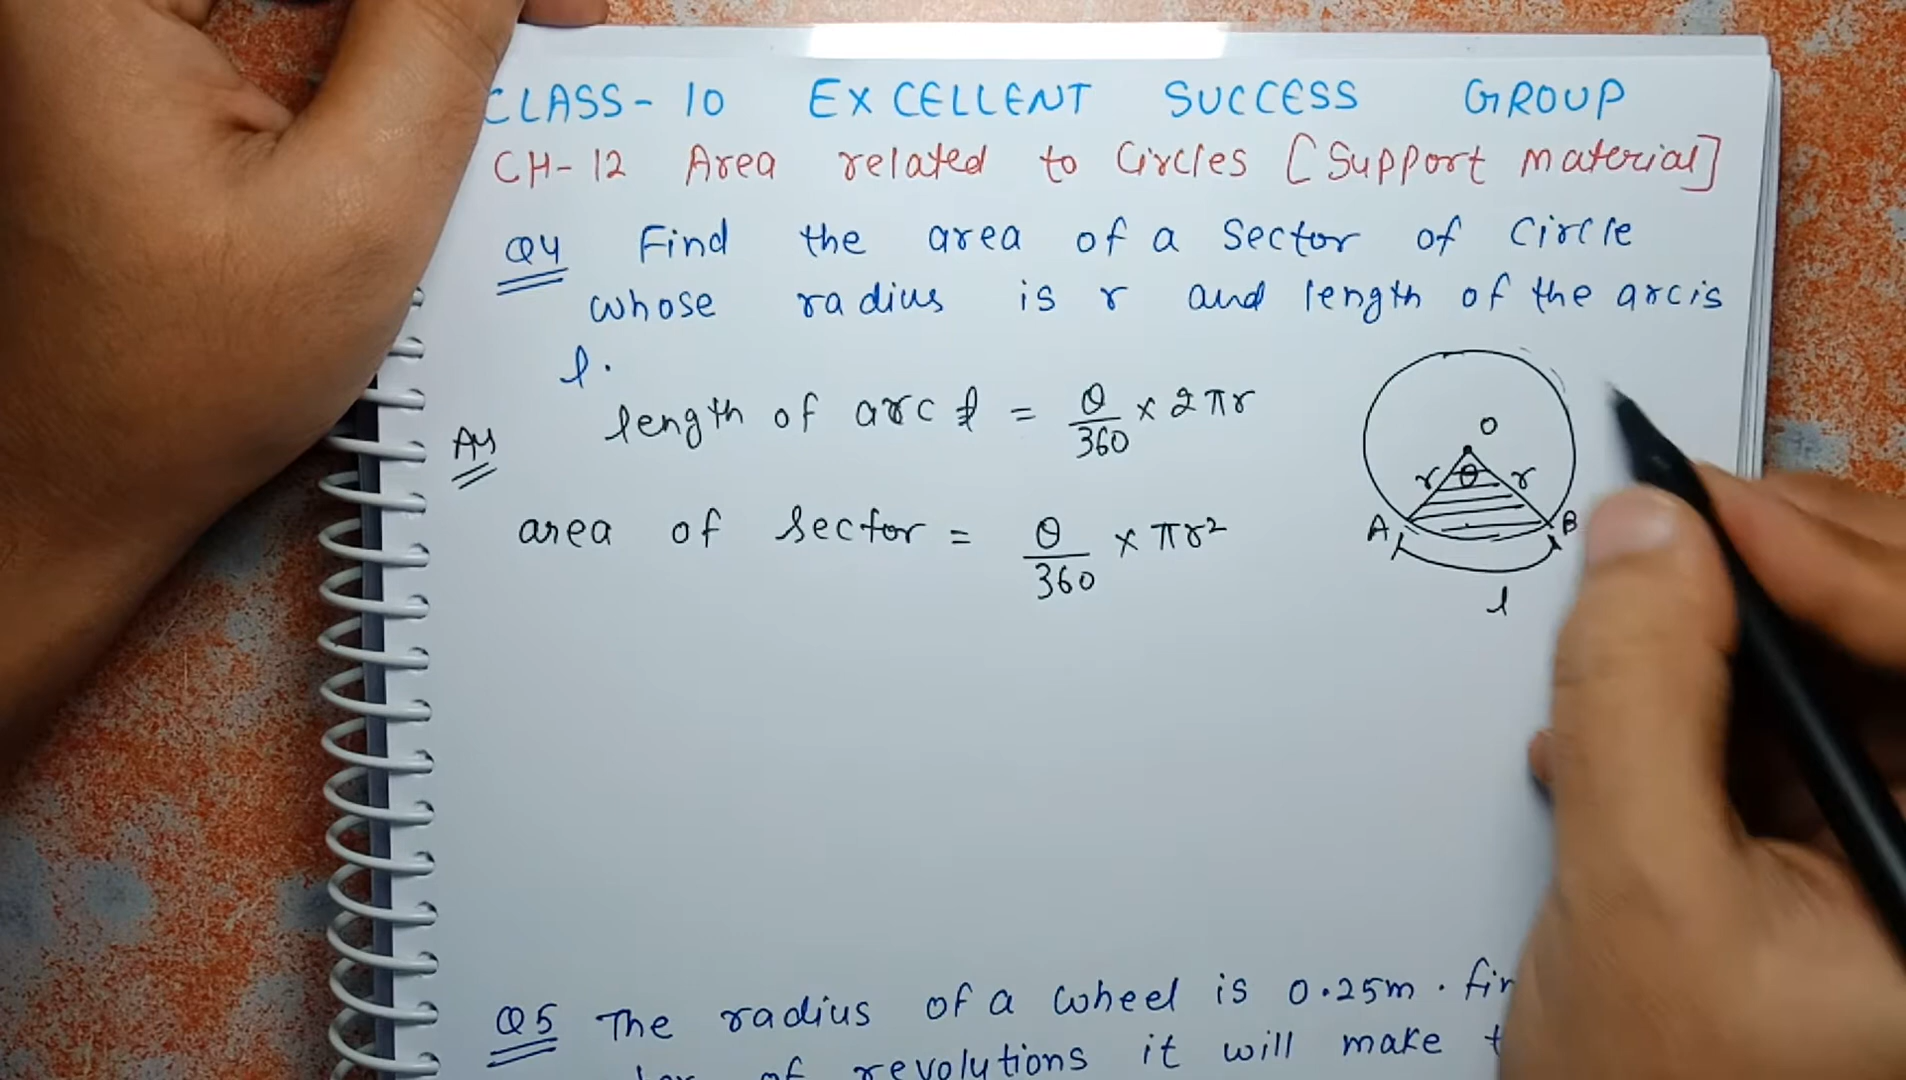 CLASS-10 EXCELLENT SUCCESS GROUP
CH-12 Area related to Circles [Support material]
Q4 Find the area of a Sector of Circle
whose radius is r and length of the arc is
l.
A4 length of arc l = θ/360 × 2πr
area of sector = θ/360 × πr²
O
r θ r
A B
l
Q5 The radius of a wheel is 0.25m. fin
of revolutions it will make t